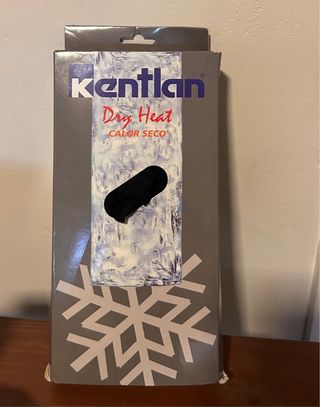 Kentlan®
Dry Heat
CALOR SECO